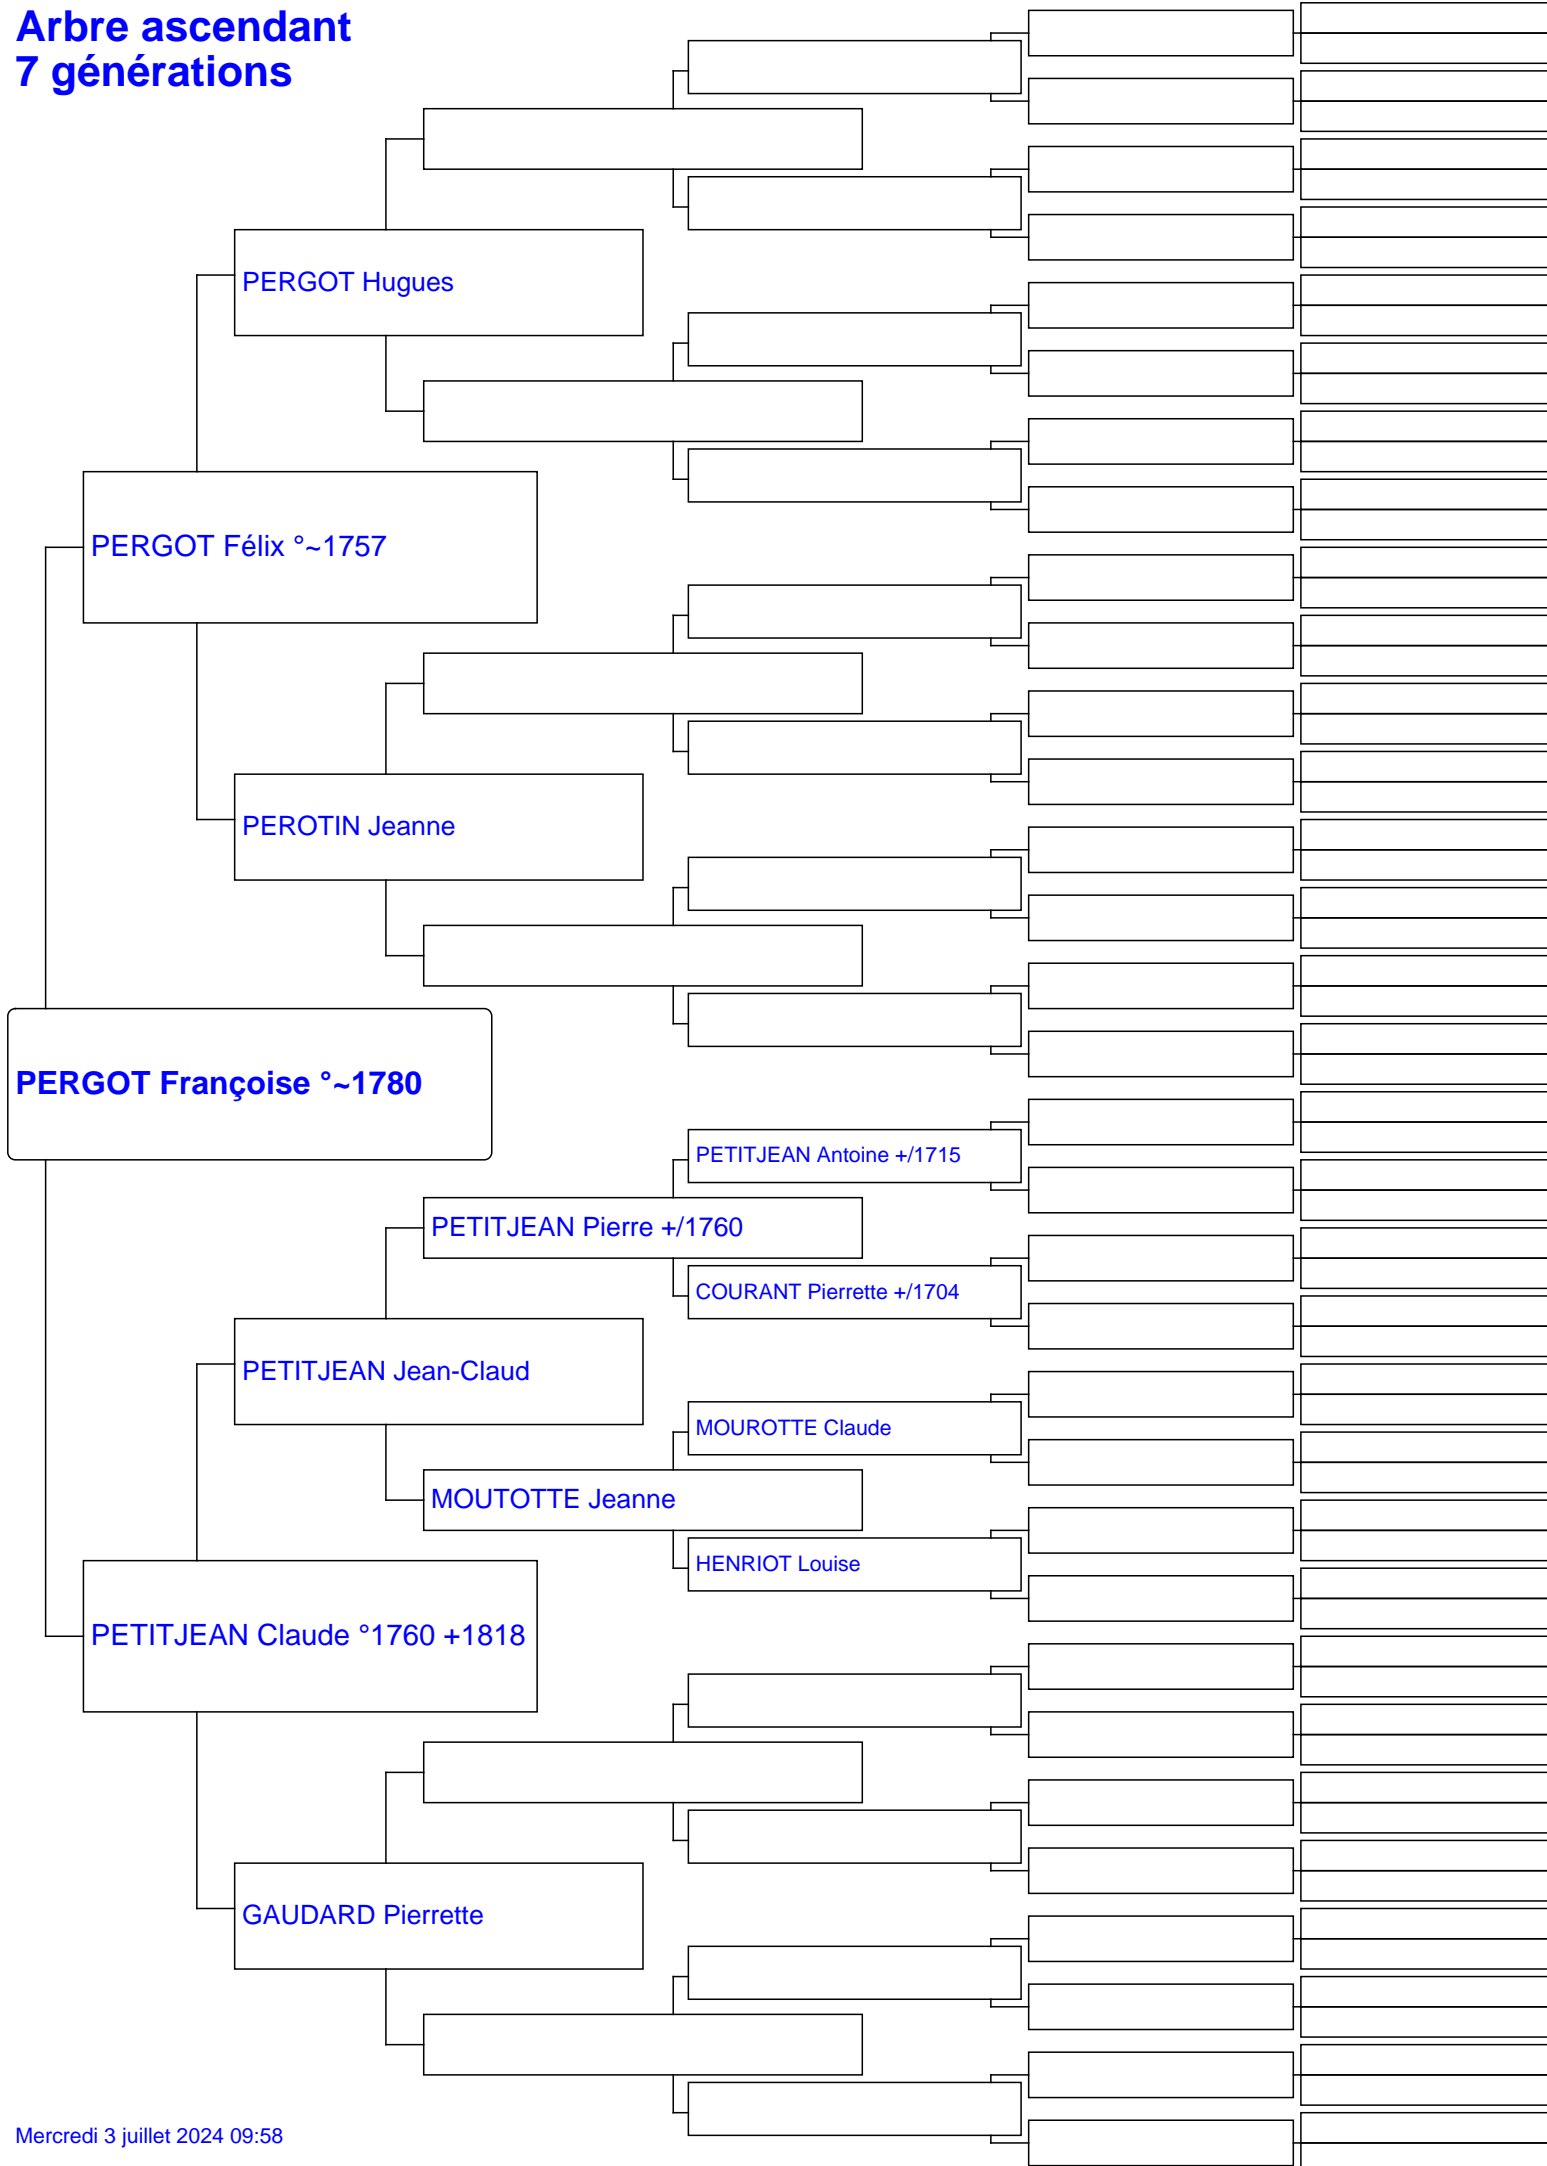 Arbre ascendant
7 générations
PERGOT Hugues
PERGOT Félix °~1757
PEROTIN Jeanne
PERGOT Françoise °~1780
PETITJEAN Antoine +/1715
PETITJEAN Pierre +/1760
COURANT Pierrette +/1704
PETITJEAN Jean-Claud
MOUROTTE Claude
MOUTOTTE Jeanne
HENRIOT Louise
PETITJEAN Claude °1760 +1818
GAUDARD Pierrette
Mercredi 3 juillet 2024 09:58